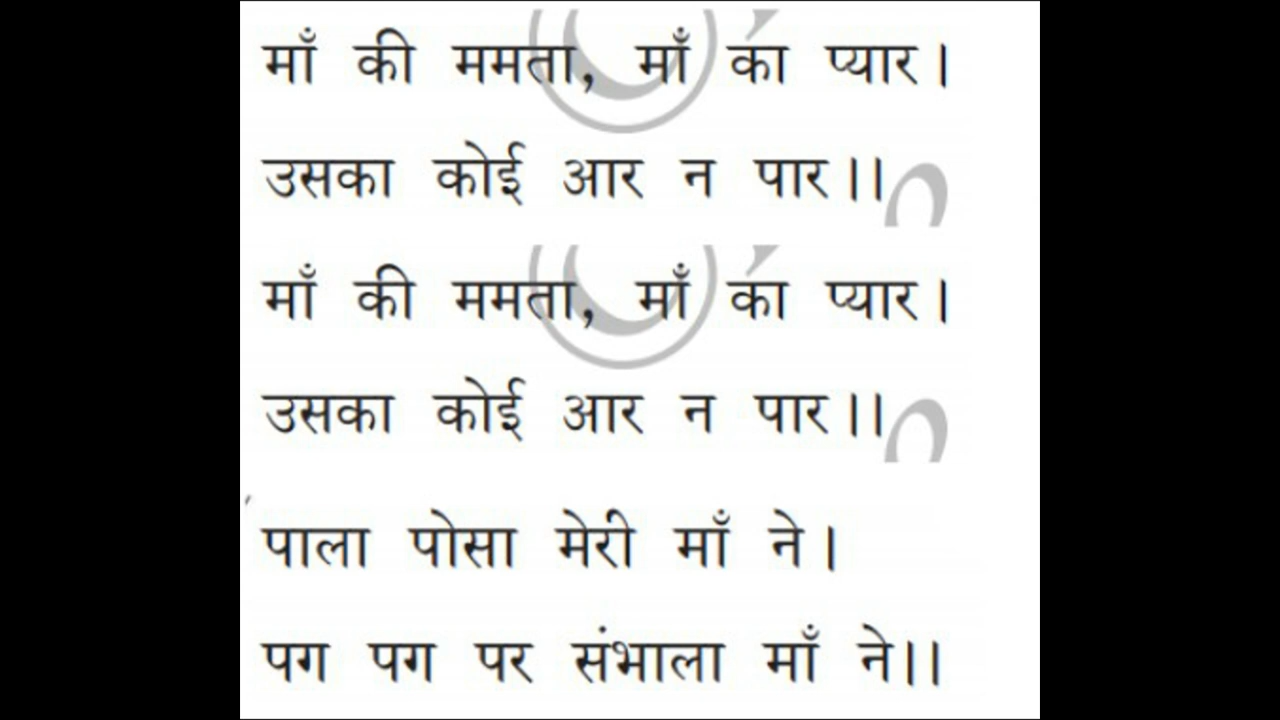 माँ की ममता, माँ का प्यार।
उसका कोई आर न पार।।
माँ की ममता, माँ का प्यार।
उसका कोई आर न पार।।
पाला पोसा मेरी माँ ने।
पग पग पर संभाला माँ ने।।